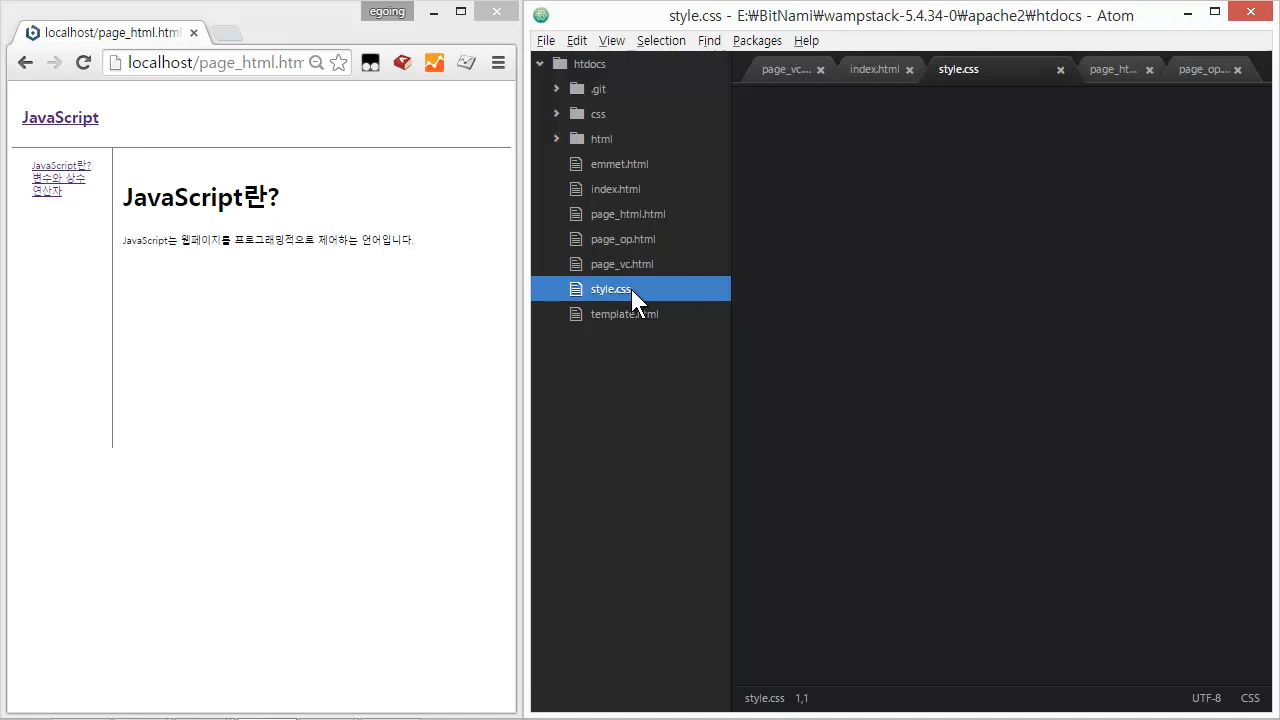 egoing
localhost/page_html.html
localhost/page_html.htm
JavaScript
JavaScript란?
변수와 상수
연산자
JavaScript란?
JavaScript는 웹페이지를 프로그래밍적으로 제어하는 언어입니다.
style.css - E:₩BitNami₩wampstack-5.4.34-0₩apache2₩htdocs - Atom
File Edit View Selection Find Packages Help
htdocs
.git
css
html
emmet.html
index.html
page_html.html
page_op.html
page_vc.html
style.css
template.html
page_vc.... index.html style.css page_ht... page_op....
style.css 1,1 UTF-8 CSS